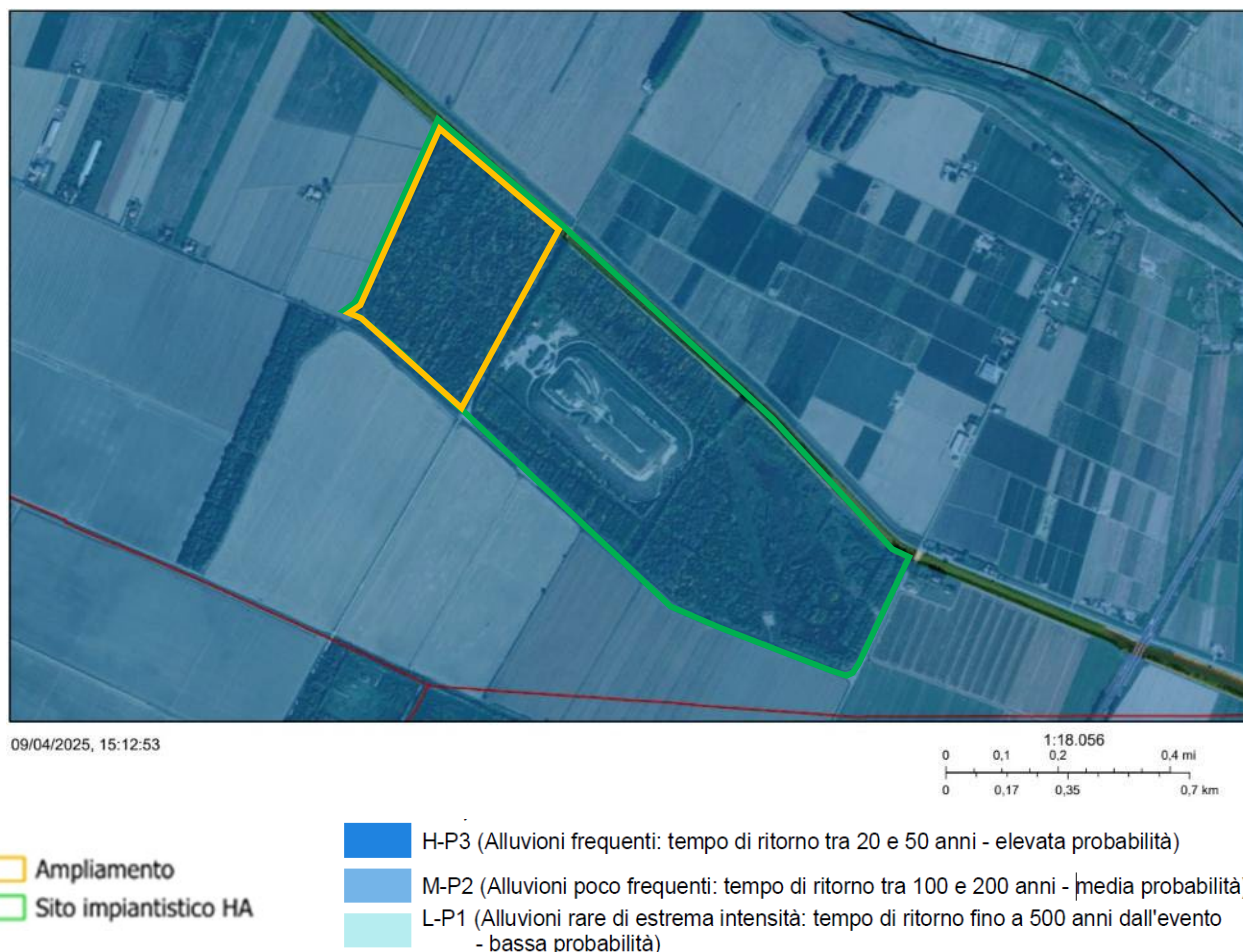 09/04/2025, 15:12:53
1:18.056
0 0,1 0,2 0,4 mi
0 0,17 0,35 0,7 km
Ampliamento
Sito impiantistico HA
H-P3 (Alluvioni frequenti: tempo di ritorno tra 20 e 50 anni - elevata probabilità)
M-P2 (Alluvioni poco frequenti: tempo di ritorno tra 100 e 200 anni - media probabilità)
L-P1 (Alluvioni rare di estrema intensità: tempo di ritorno fino a 500 anni dall'evento
- bassa probabilità)